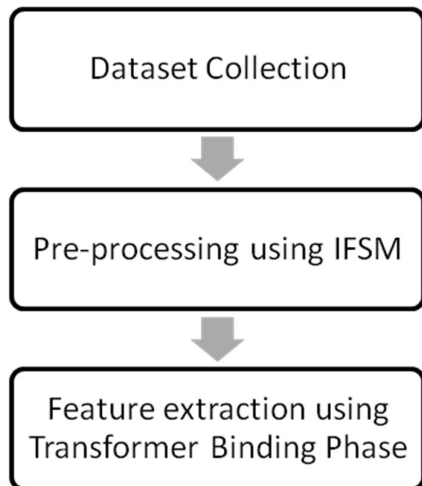 Dataset Collection
Pre-processing using IFSM
Feature extraction using
Transformer Binding Phase